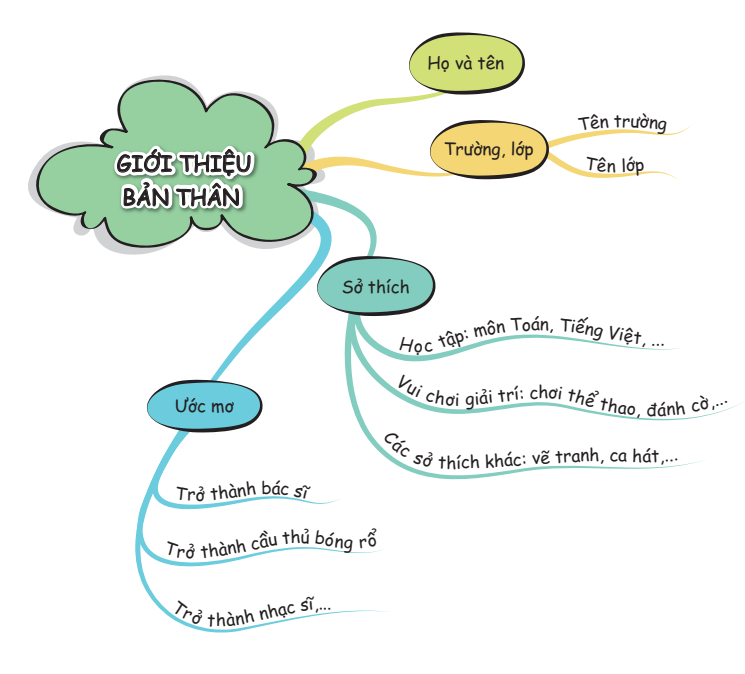 GIỚI THIỆU
BẢN THÂN
Họ và tên
Trường, lớp
Tên trường
Tên lớp
Sở thích
Học tập: môn Toán, Tiếng Việt, ...
Vui chơi giải trí: chơi thể thao, đánh cờ,...
Các sở thích khác: vẽ tranh, ca hát,...
Ước mơ
Trở thành bác sĩ
Trở thành cầu thủ bóng rổ
Trở thành nhạc sĩ,...